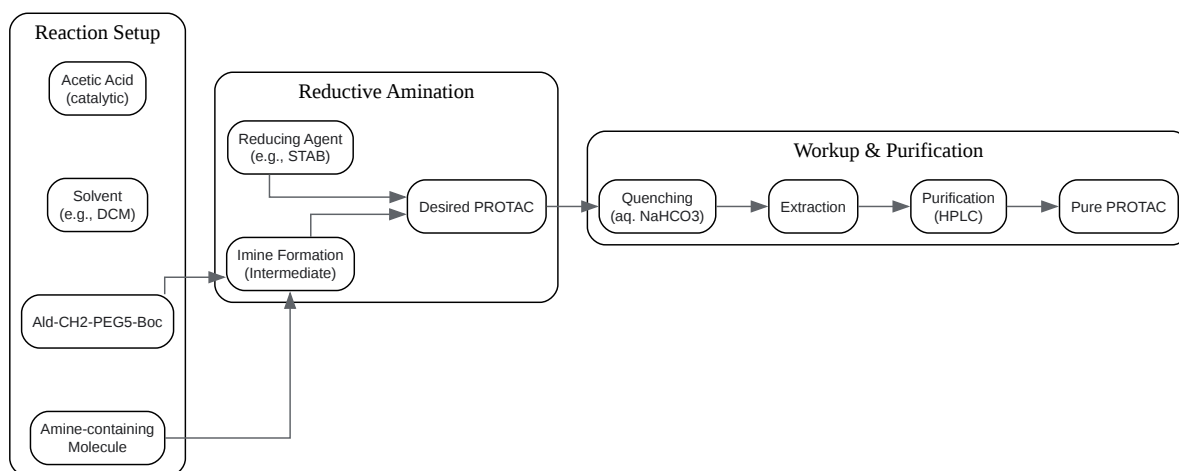 Reaction Setup
Acetic Acid
(catalytic)
Solvent
(e.g., DCM)
Ald-CH2-PEG5-Boc
Amine-containing
Molecule
Reductive Amination
Reducing Agent
(e.g., STAB)
Imine Formation
(Intermediate)
Desired PROTAC
Workup & Purification
Quenching
(aq. NaHCO3)
Extraction
Purification
(HPLC)
Pure PROTAC